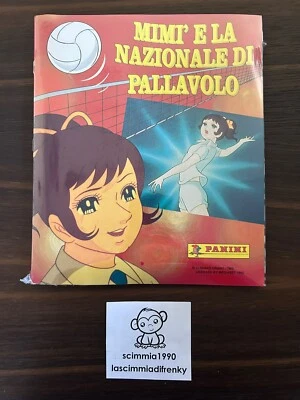 MIMI' E LA
NAZIONALE DI
PALLAVOLO
PANINI
scimmia1990
lascimmiadifrenky